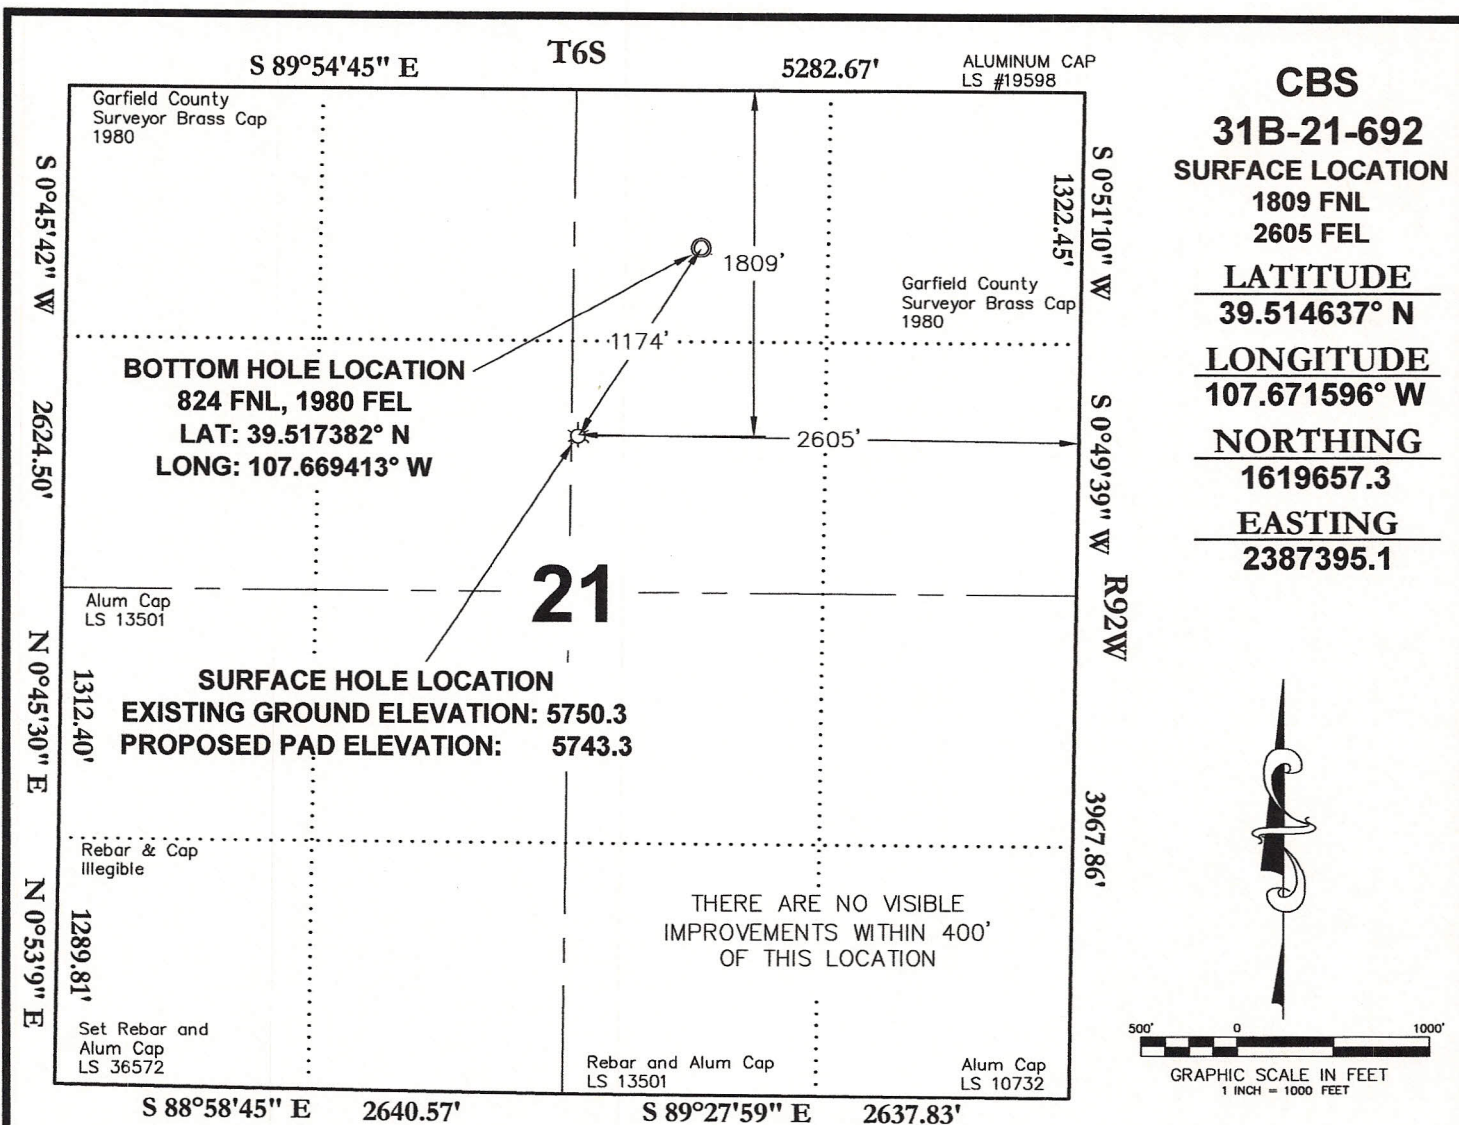 T6S
S 89°54'45" E
5282.67'
ALUMINUM CAP
LS #19598
Garfield County
Surveyor Brass Cap
1980
S 0°45'42" W
2624.50'
S 0°51'10" W
1322.45'
1809'
Garfield County
Surveyor Brass Cap
1980
1174'
BOTTOM HOLE LOCATION
824 FNL, 1980 FEL
LAT: 39.517382° N
LONG: 107.669413° W
2605'
S 0°49'39" W
3967.86'
R92W
21
Alum Cap
LS 13501
N 0°45'30" E
1312.40'
SURFACE HOLE LOCATION
EXISTING GROUND ELEVATION: 5750.3
PROPOSED PAD ELEVATION: 5743.3
Rebar & Cap
Illegible
N 0°53'9" E
1289.81'
THERE ARE NO VISIBLE
IMPROVEMENTS WITHIN 400'
OF THIS LOCATION
Set Rebar and
Alum Cap
LS 36572
Rebar and Alum Cap
LS 13501
Alum Cap
LS 10732
S 88°58'45" E
2640.57'
S 89°27'59" E
2637.83'
CBS
31B-21-692
SURFACE LOCATION
1809 FNL
2605 FEL
LATITUDE
39.514637° N
LONGITUDE
107.671596° W
NORTHING
1619657.3
EASTING
2387395.1
500' 0 1000'
GRAPHIC SCALE IN FEET
1 INCH = 1000 FEET